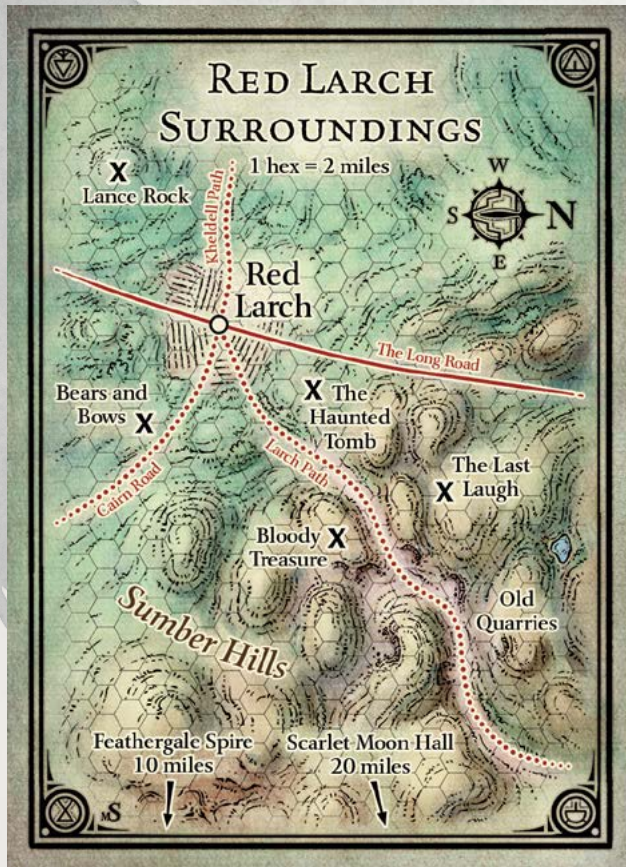 RED LARCH
SURROUNDINGS
1 hex = 2 miles
W
S
N
E
Lance Rock
Kheldell Path
Red
Larch
The Long Road
Bears and
Bows
The
Haunted
Tomb
Cairn Road
Larch Path
The Last
Laugh
Bloody
Treasure
Old
Quarries
Sumber Hills
Feathergale Spire
10 miles
Scarlet Moon Hall
20 miles
MS